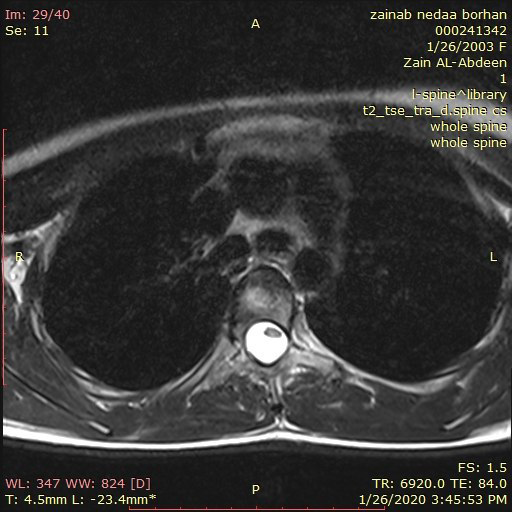 Im: 29/40
Se: 11
A
zainab nedaa borhan
000241342
1/26/2003 F
Zain AL-Abdeen
1
l-spine^library
t2_tse_tra_d.spine cs
whole spine
whole spine
R
L
WL: 347 WW: 824 [D]
T: 4.5mm L: -23.4mm*
P
FS: 1.5
TR: 6920.0 TE: 84.0
1/26/2020 3:45:53 PM